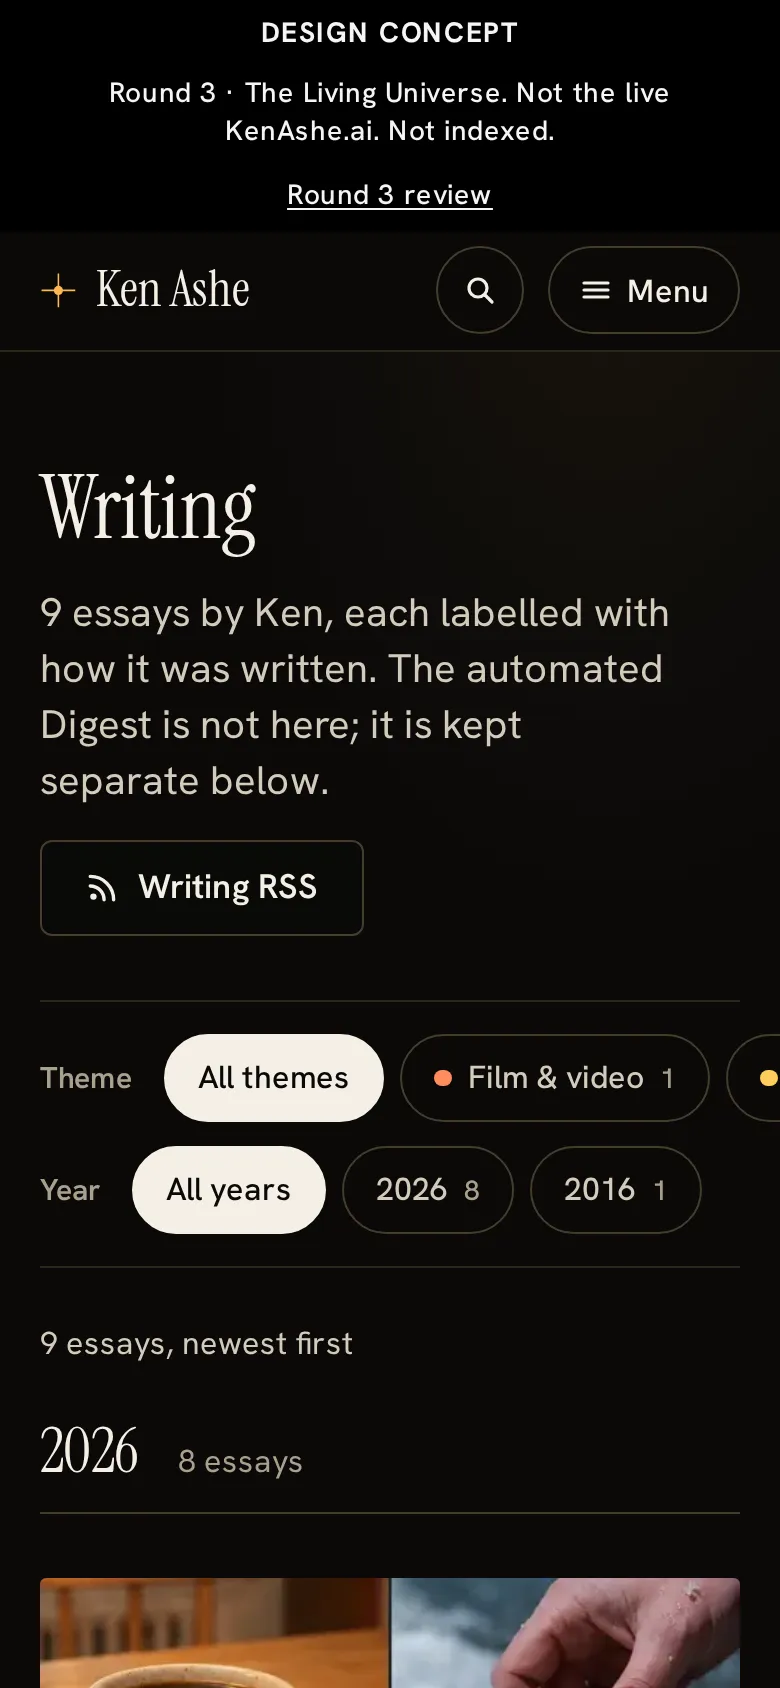 DESIGN CONCEPT
Round 3 · The Living Universe. Not the live
KenAshe.ai. Not indexed.
Round 3 review
Ken Ashe
Menu
Writing
9 essays by Ken, each labelled with
how it was written. The automated
Digest is not here; it is kept
separate below.
Writing RSS
Theme All themes Film & video 1
Year All years 2026 8 2016 1
9 essays, newest first
2026 8 essays